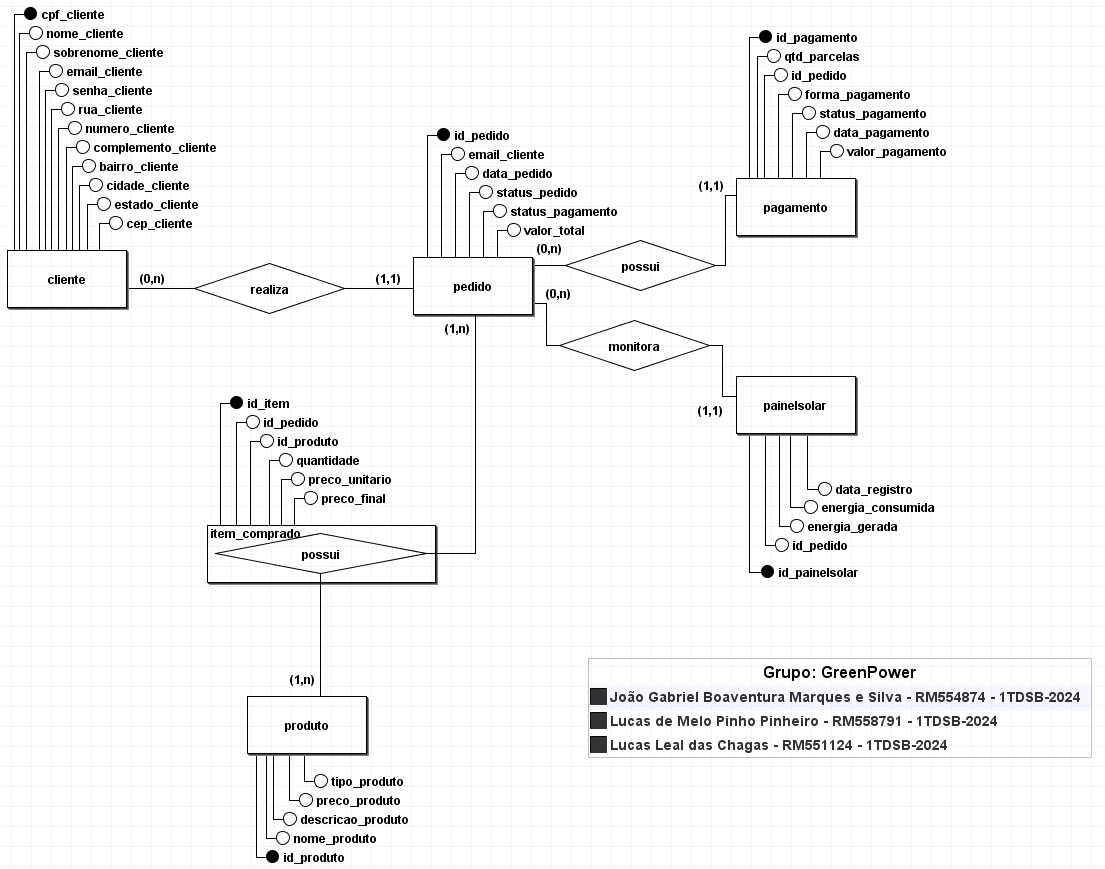 cpf_cliente
nome_cliente
sobrenome_cliente
email_cliente
senha_cliente
rua_cliente
numero_cliente
complemento_cliente
bairro_cliente
cidade_cliente
estado_cliente
cep_cliente
cliente
(0,n)
realiza
(1,1)
id_pedido
email_cliente
data_pedido
status_pedido
status_pagamento
valor_total
pedido
(0,n)
possui
(1,1)
id_pagamento
qtd_parcelas
id_pedido
forma_pagamento
status_pagamento
data_pagamento
valor_pagamento
pagamento
(0,n)
monitora
(1,1)
painelsolar
data_registro
energia_consumida
energia_gerada
id_pedido
id_painelsolar
(1,n)
id_item
id_pedido
id_produto
quantidade
preco_unitario
preco_final
item_comprado
possui
(1,n)
produto
tipo_produto
preco_produto
descricao_produto
nome_produto
id_produto
Grupo: GreenPower
João Gabriel Boaventura Marques e Silva - RM554874 - 1TDSB-2024
Lucas de Melo Pinho Pinheiro - RM558791 - 1TDSB-2024
Lucas Leal das Chagas - RM551124 - 1TDSB-2024